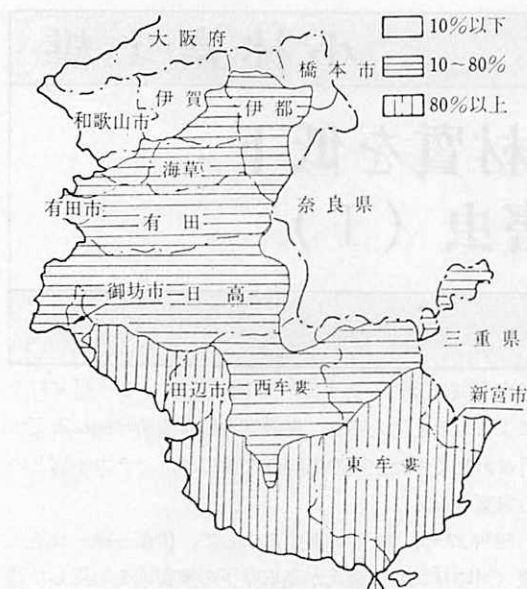 大阪府
橋本市
10%以下
10~80%
80%以上
伊賀
伊都
和歌山市
海草
有田市
有田
奈良県
御坊市
日高
三重県
田辺市
西牟婁
新宮市
東牟婁